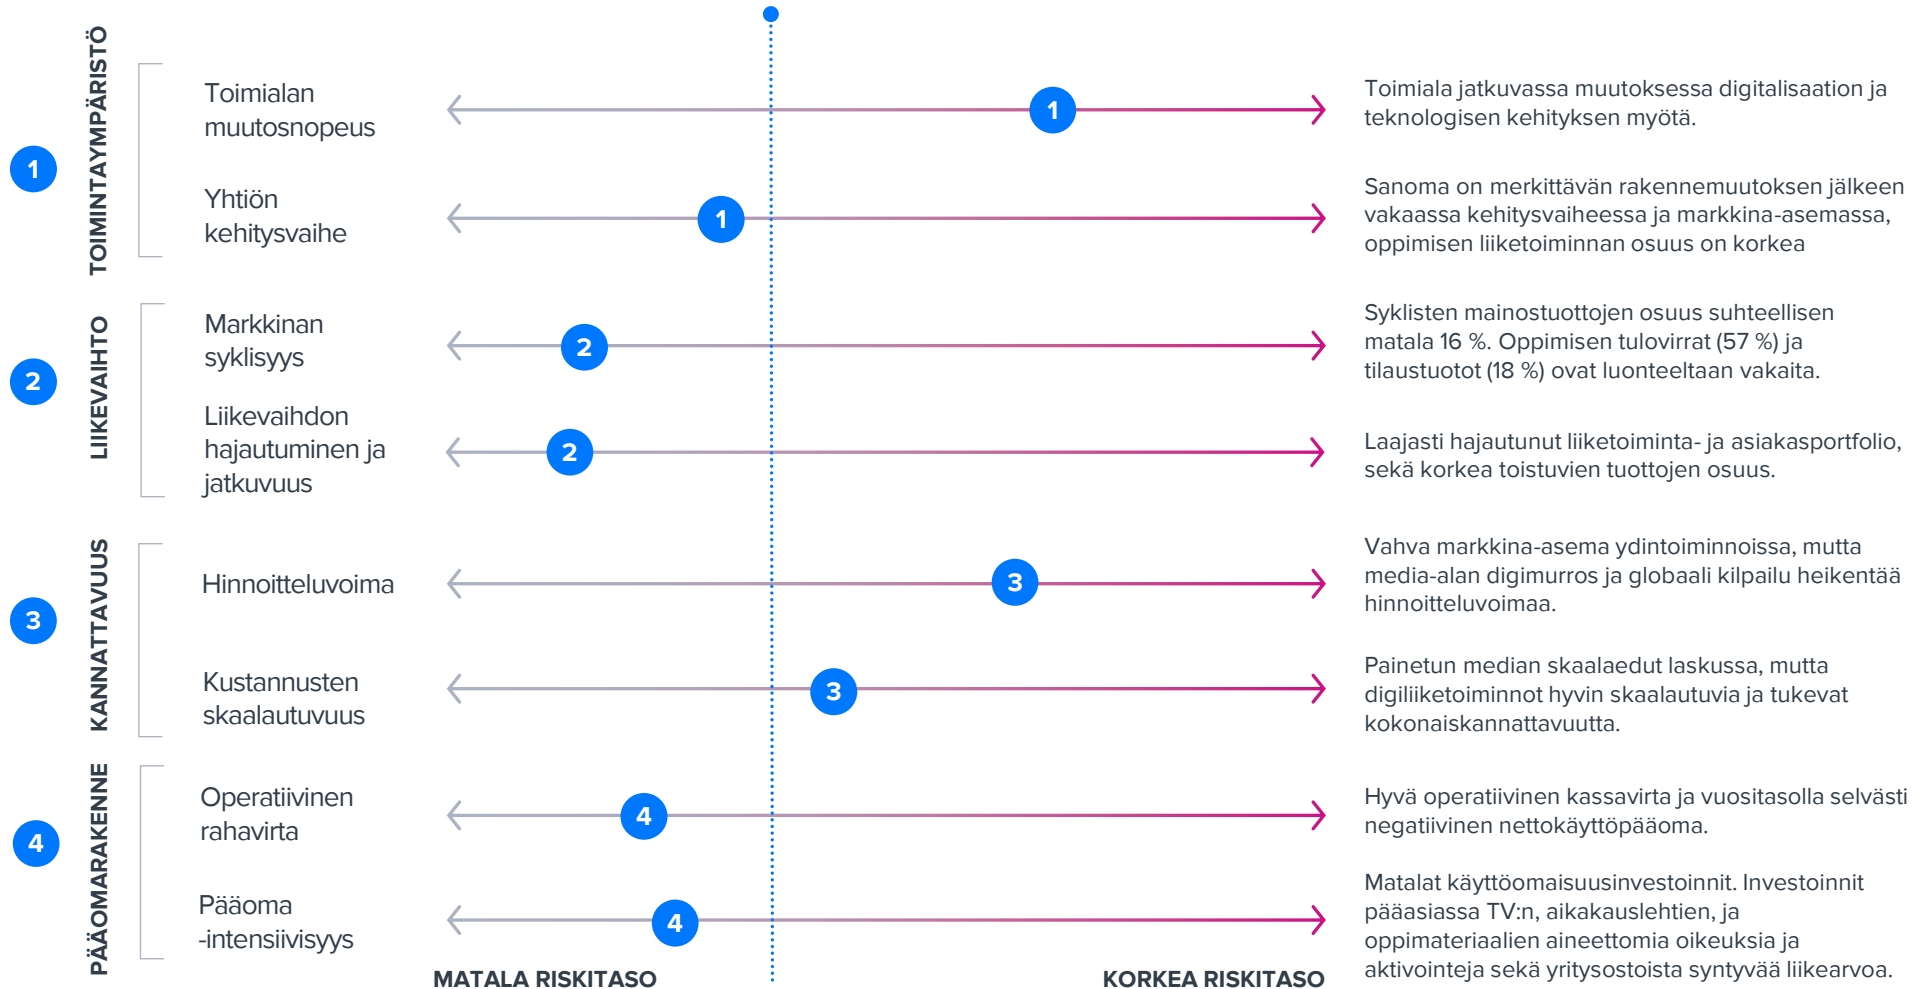 TOIMINTAYMPÄRISTÖ
1
Toimialan
muutosnopeus
1
Toimiala jatkuvassa muutoksessa digitalisaation ja
teknologisen kehityksen myötä.
Yhtiön
kehitysvaihe
1
Sanoma on merkittävän rakennemuutoksen jälkeen
vakaassa kehitysvaiheessa ja markkina-asemassa,
oppimisen liiketoiminnan osuus on korkea
LIIKEVAIHTO
2
Markkinan
syklisyys
2
Syklisten mainostuottojen osuus suhteellisen
matala 16 %. Oppimisen tulovirrat (57 %) ja
tilaustuotot (18 %) ovat luonteeltaan vakaita.
Liikevaihdon
hajautuminen ja
jatkuvuus
2
Laajasti hajautunut liiketoiminta- ja asiakasportfolio,
sekä korkea toistuvien tuottojen osuus.
KANNATTAVUUS
3
Hinnoitteluvoima
3
Vahva markkina-asema ydintoiminnoissa, mutta
media-alan digimurros ja globaali kilpailu heikentää
hinnoitteluvoimaa.
Kustannusten
skaalautuvuus
3
Painetun median skaalaedut laskussa, mutta
digiliiketoiminnot hyvin skaalautuvia ja tukevat
kokonaiskannattavuutta.
PÄÄOMARAKENNE
4
Operatiivinen
rahavirta
4
Hyvä operatiivinen kassavirta ja vuositasolla selvästi
negatiivinen nettokäyttöpääoma.
Pääoma
-intensiivisyys
4
Matalat käyttöomaisuusinvestoinnit. Investoinnit
pääasiassa TV:n, aikakauslehtien, ja
oppimateriaalien aineettomia oikeuksia ja
aktivointeja sekä yritysostoista syntyvää liikearvoa.
MATALA RISKITASO
KORKEA RISKITASO